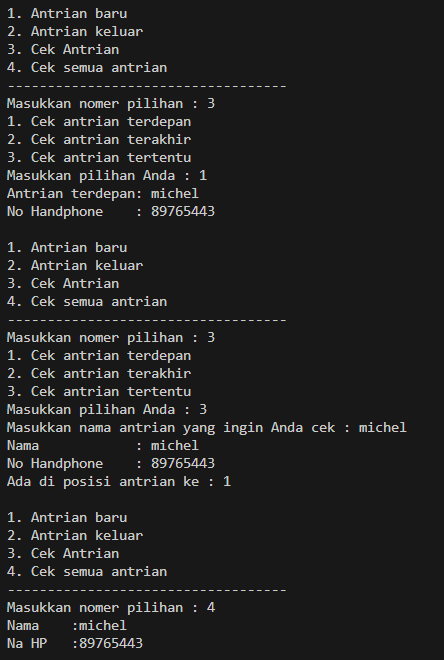 1. Antrian baru
2. Antrian keluar
3. Cek Antrian
4. Cek semua antrian
-----------------------------------
Masukkan nomer pilihan : 3
1. Cek antrian terdepan
2. Cek antrian terakhir
3. Cek antrian tertentu
Masukkan pilihan Anda : 1
Antrian terdepan: michel
No Handphone    : 89765443

1. Antrian baru
2. Antrian keluar
3. Cek Antrian
4. Cek semua antrian
-----------------------------------
Masukkan nomer pilihan : 3
1. Cek antrian terdepan
2. Cek antrian terakhir
3. Cek antrian tertentu
Masukkan pilihan Anda : 3
Masukkan nama antrian yang ingin Anda cek : michel
Nama            : michel
No Handphone    : 89765443
Ada di posisi antrian ke : 1

1. Antrian baru
2. Antrian keluar
3. Cek Antrian
4. Cek semua antrian
-----------------------------------
Masukkan nomer pilihan : 4
Nama    :michel
Na HP   :89765443